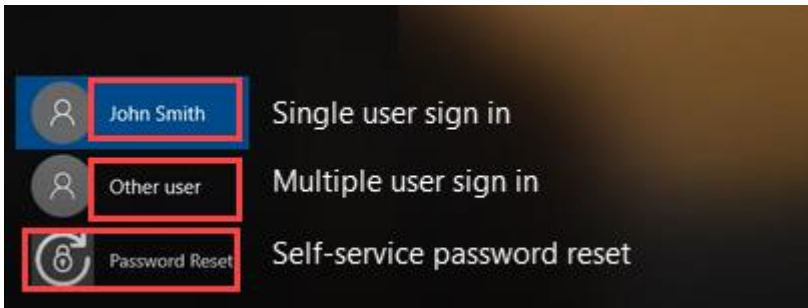 John Smith Single user sign in
Other user Multiple user sign in
Password Reset Self-service password reset